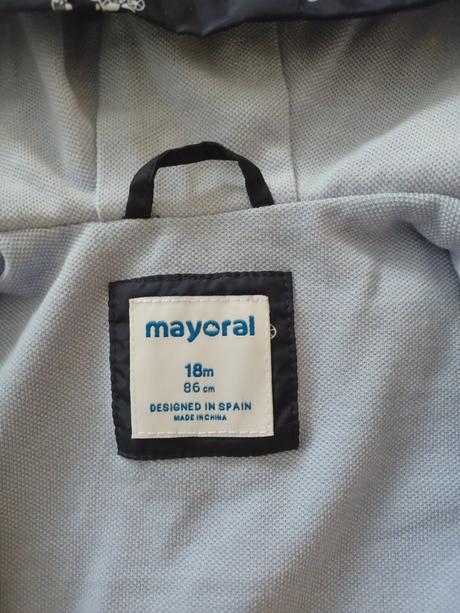 mayoral
18m
86 cm
DESIGNED IN SPAIN
MADE IN CHINA